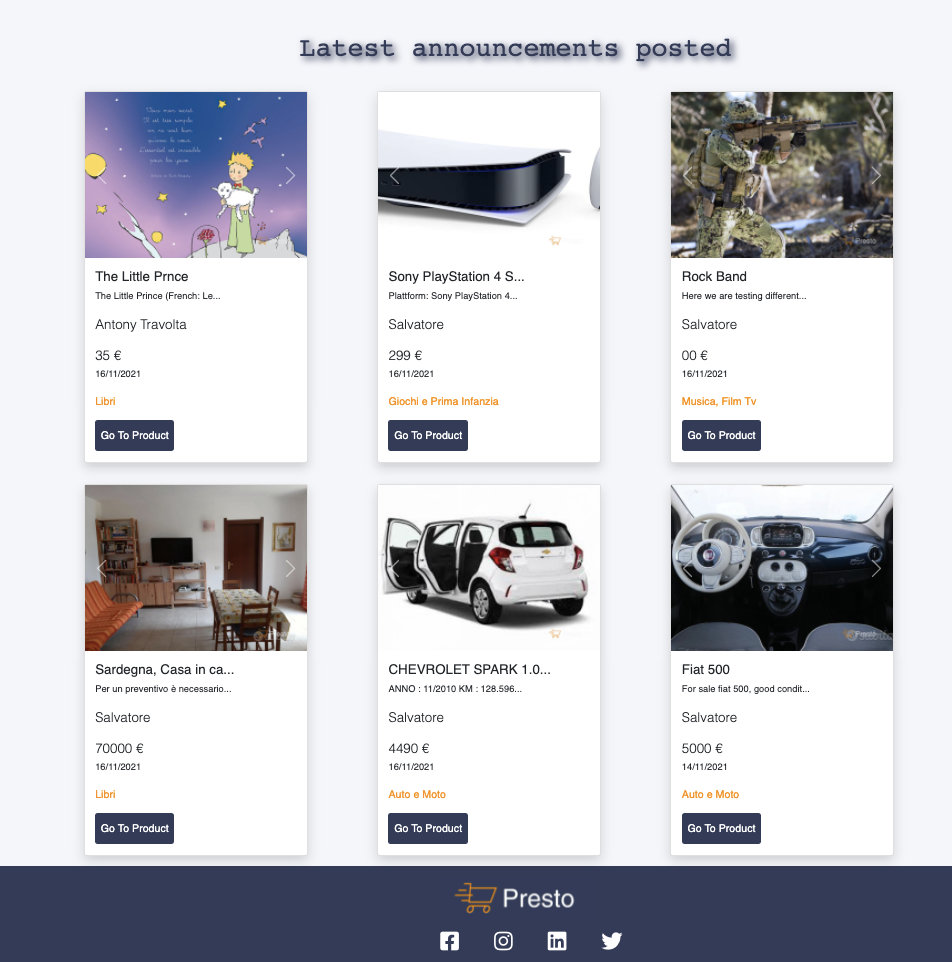 Latest announcements posted
The Little Prnce
The Little Prince (French: Le...
Antony Travolta
35 €
16/11/2021
Libri
Go To Product
Sony PlayStation 4 S...
Plattform: Sony PlayStation 4...
Salvatore
299 €
16/11/2021
Giochi e Prima Infanzia
Go To Product
Presto
Rock Band
Here we are testing different...
Salvatore
00 €
16/11/2021
Musica, Film Tv
Go To Product
Sardegna, Casa in ca...
Per un preventivo è necessario...
Salvatore
70000 €
16/11/2021
Libri
Go To Product
CHEVROLET SPARK 1.0...
ANNO : 11/2010 KM : 128.596...
Salvatore
4490 €
16/11/2021
Auto e Moto
Go To Product
Presto
Fiat 500
For sale fiat 500, good condit...
Salvatore
5000 €
14/11/2021
Auto e Moto
Go To Product
Presto